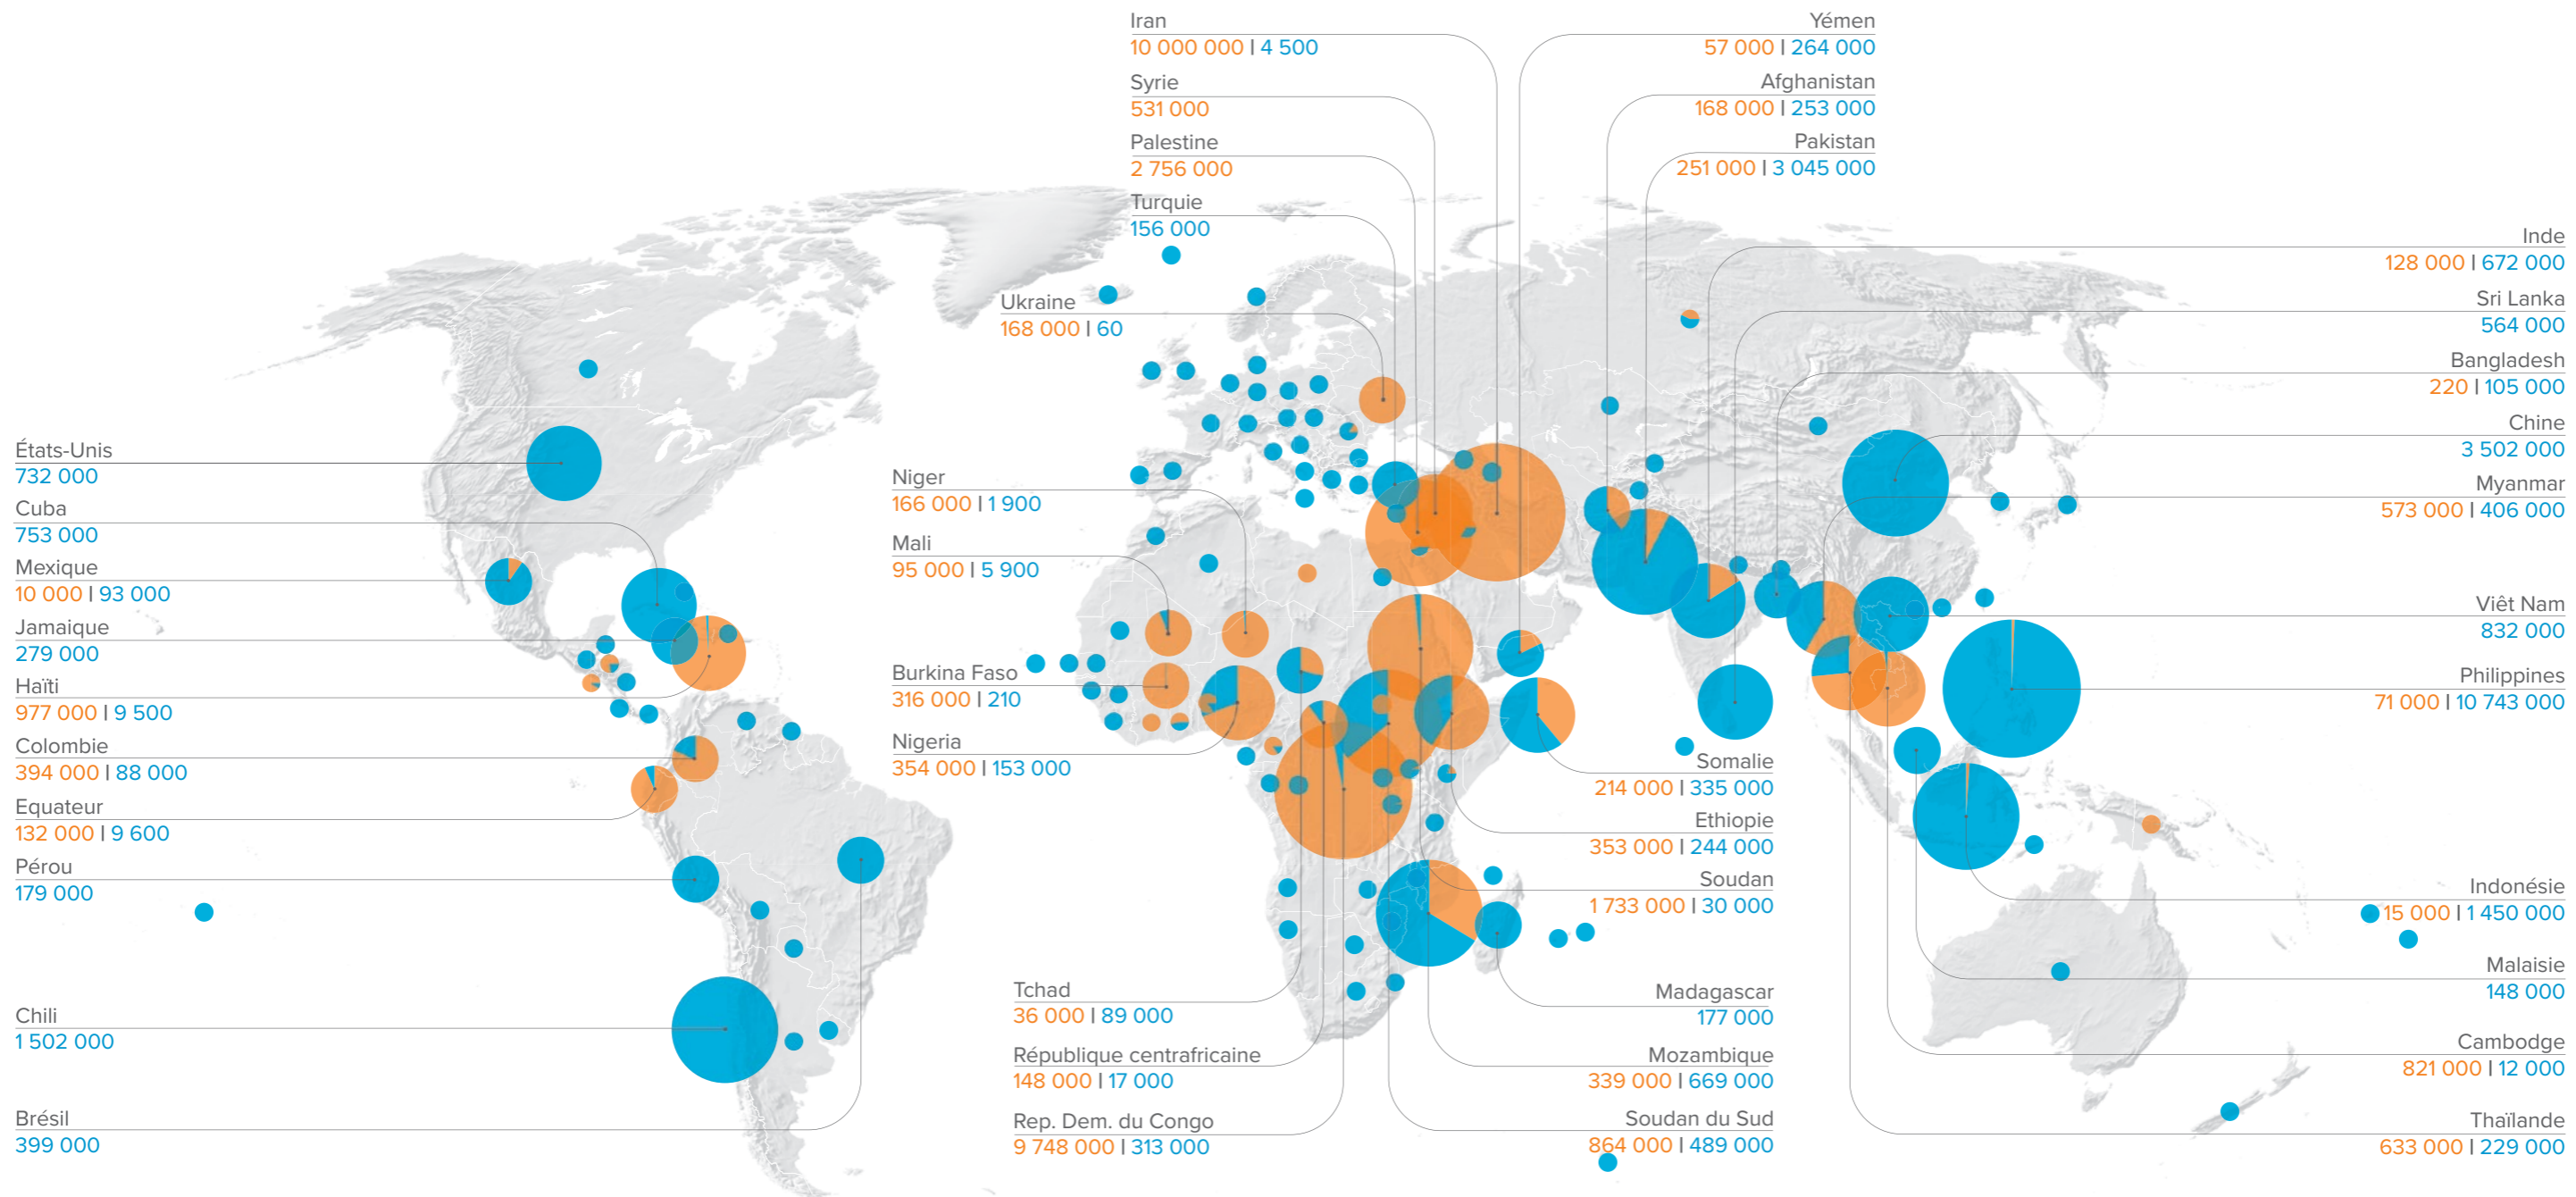 Iran
10 000 000 | 4 500
Syrie
531 000
Palestine
2 756 000
Turquie
156 000
Ukraine
168 000 | 60
Yémen
57 000 | 264 000
Afghanistan
168 000 | 253 000
Pakistan
251 000 | 3 045 000
Inde
128 000 | 672 000
Sri Lanka
564 000
Bangladesh
220 | 105 000
Chine
3 502 000
Myanmar
573 000 | 406 000
Viêt Nam
832 000
Philippines
71 000 | 10 743 000
Indonésie
15 000 | 1 450 000
Malaisie
148 000
Cambodge
821 000 | 12 000
Thaïlande
633 000 | 229 000
États-Unis
732 000
Cuba
753 000
Mexique
10 000 | 93 000
Jamaique
279 000
Haïti
977 000 | 9 500
Colombie
394 000 | 88 000
Equateur
132 000 | 9 600
Pérou
179 000
Chili
1 502 000
Brésil
399 000
Niger
166 000 | 1 900
Mali
95 000 | 5 900
Burkina Faso
316 000 | 210
Nigeria
354 000 | 153 000
Tchad
36 000 | 89 000
République centrafricaine
148 000 | 17 000
Rep. Dem. du Congo
9 748 000 | 313 000
Somalie
214 000 | 335 000
Ethiopie
353 000 | 244 000
Soudan
1 733 000 | 30 000
Madagascar
177 000
Mozambique
339 000 | 669 000
Soudan du Sud
864 000 | 489 000